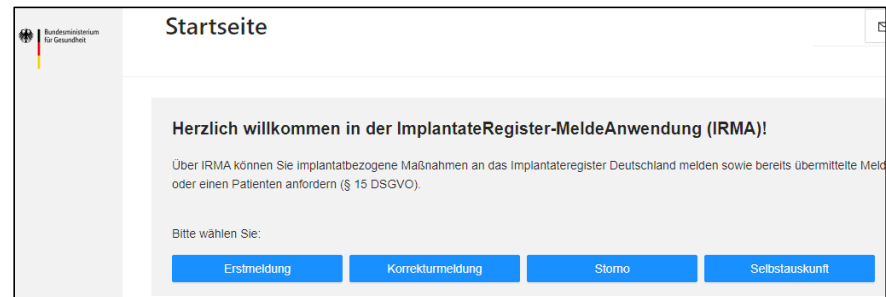 Bundesministerium
für Gesundheit
Startseite
Herzlich willkommen in der ImplantateRegister-MeldeAnwendung (IRMA)!
Über IRMA können Sie implantatbezogene Maßnahmen an das Implantateregister Deutschland melden sowie bereits übermittelte Meld
oder einen Patienten anfordern (§ 15 DSGVO).
Bitte wählen Sie:
Erstmeldung Korrekturmeldung Storno Selbstauskunft